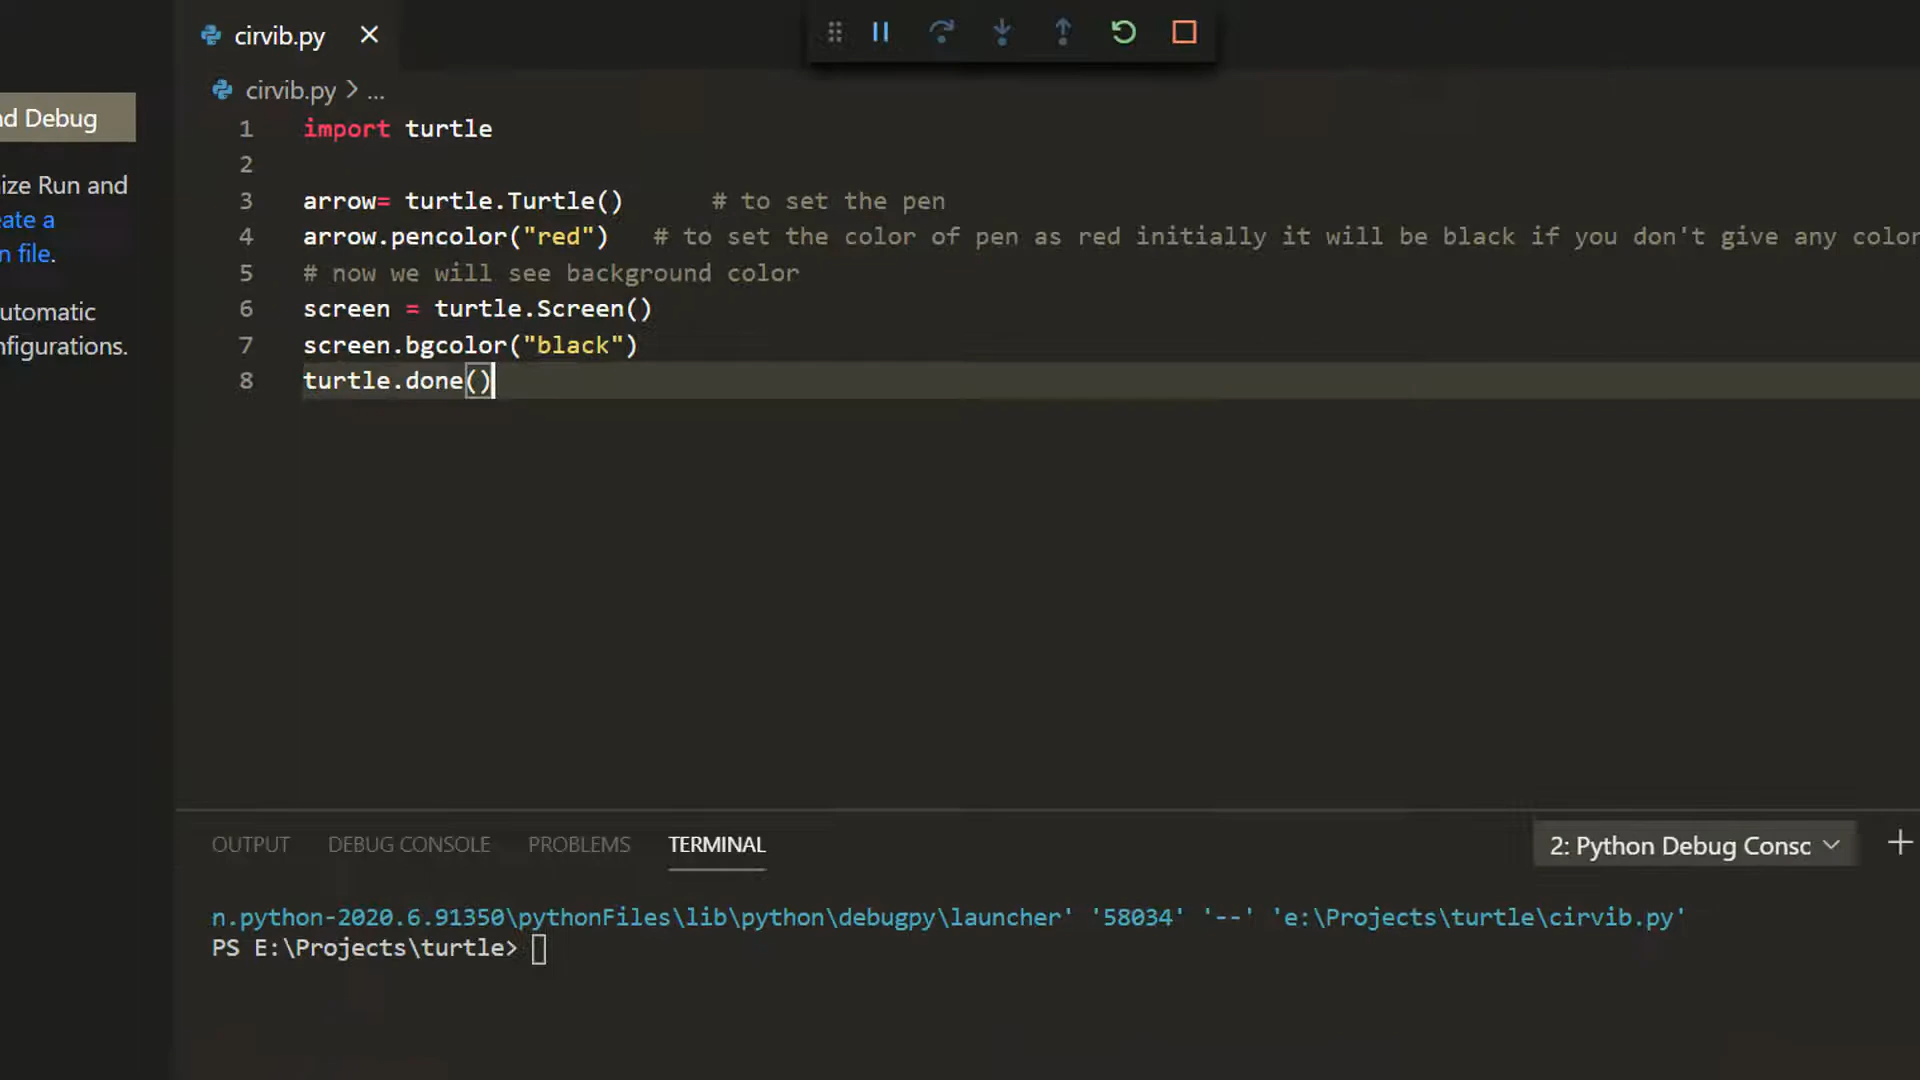 cirvib.py
cirvib.py > ...
nd Debug
ize Run and
eate a
n file.
utomatic
nfigurations.
1 import turtle
2
3 arrow= turtle.Turtle()      # to set the pen
4 arrow.pencolor("red")   # to set the color of pen as red initially it will be black if you don't give any color
5 # now we will see background color
6 screen = turtle.Screen()
7 screen.bgcolor("black")
8 turtle.done()
OUTPUT DEBUG CONSOLE PROBLEMS TERMINAL 2: Python Debug Consc
n.python-2020.6.91350\pythonFiles\lib\python\debugpy\launcher' '58034' '--' 'e:\Projects\turtle\cirvib.py'
PS E:\Projects\turtle>